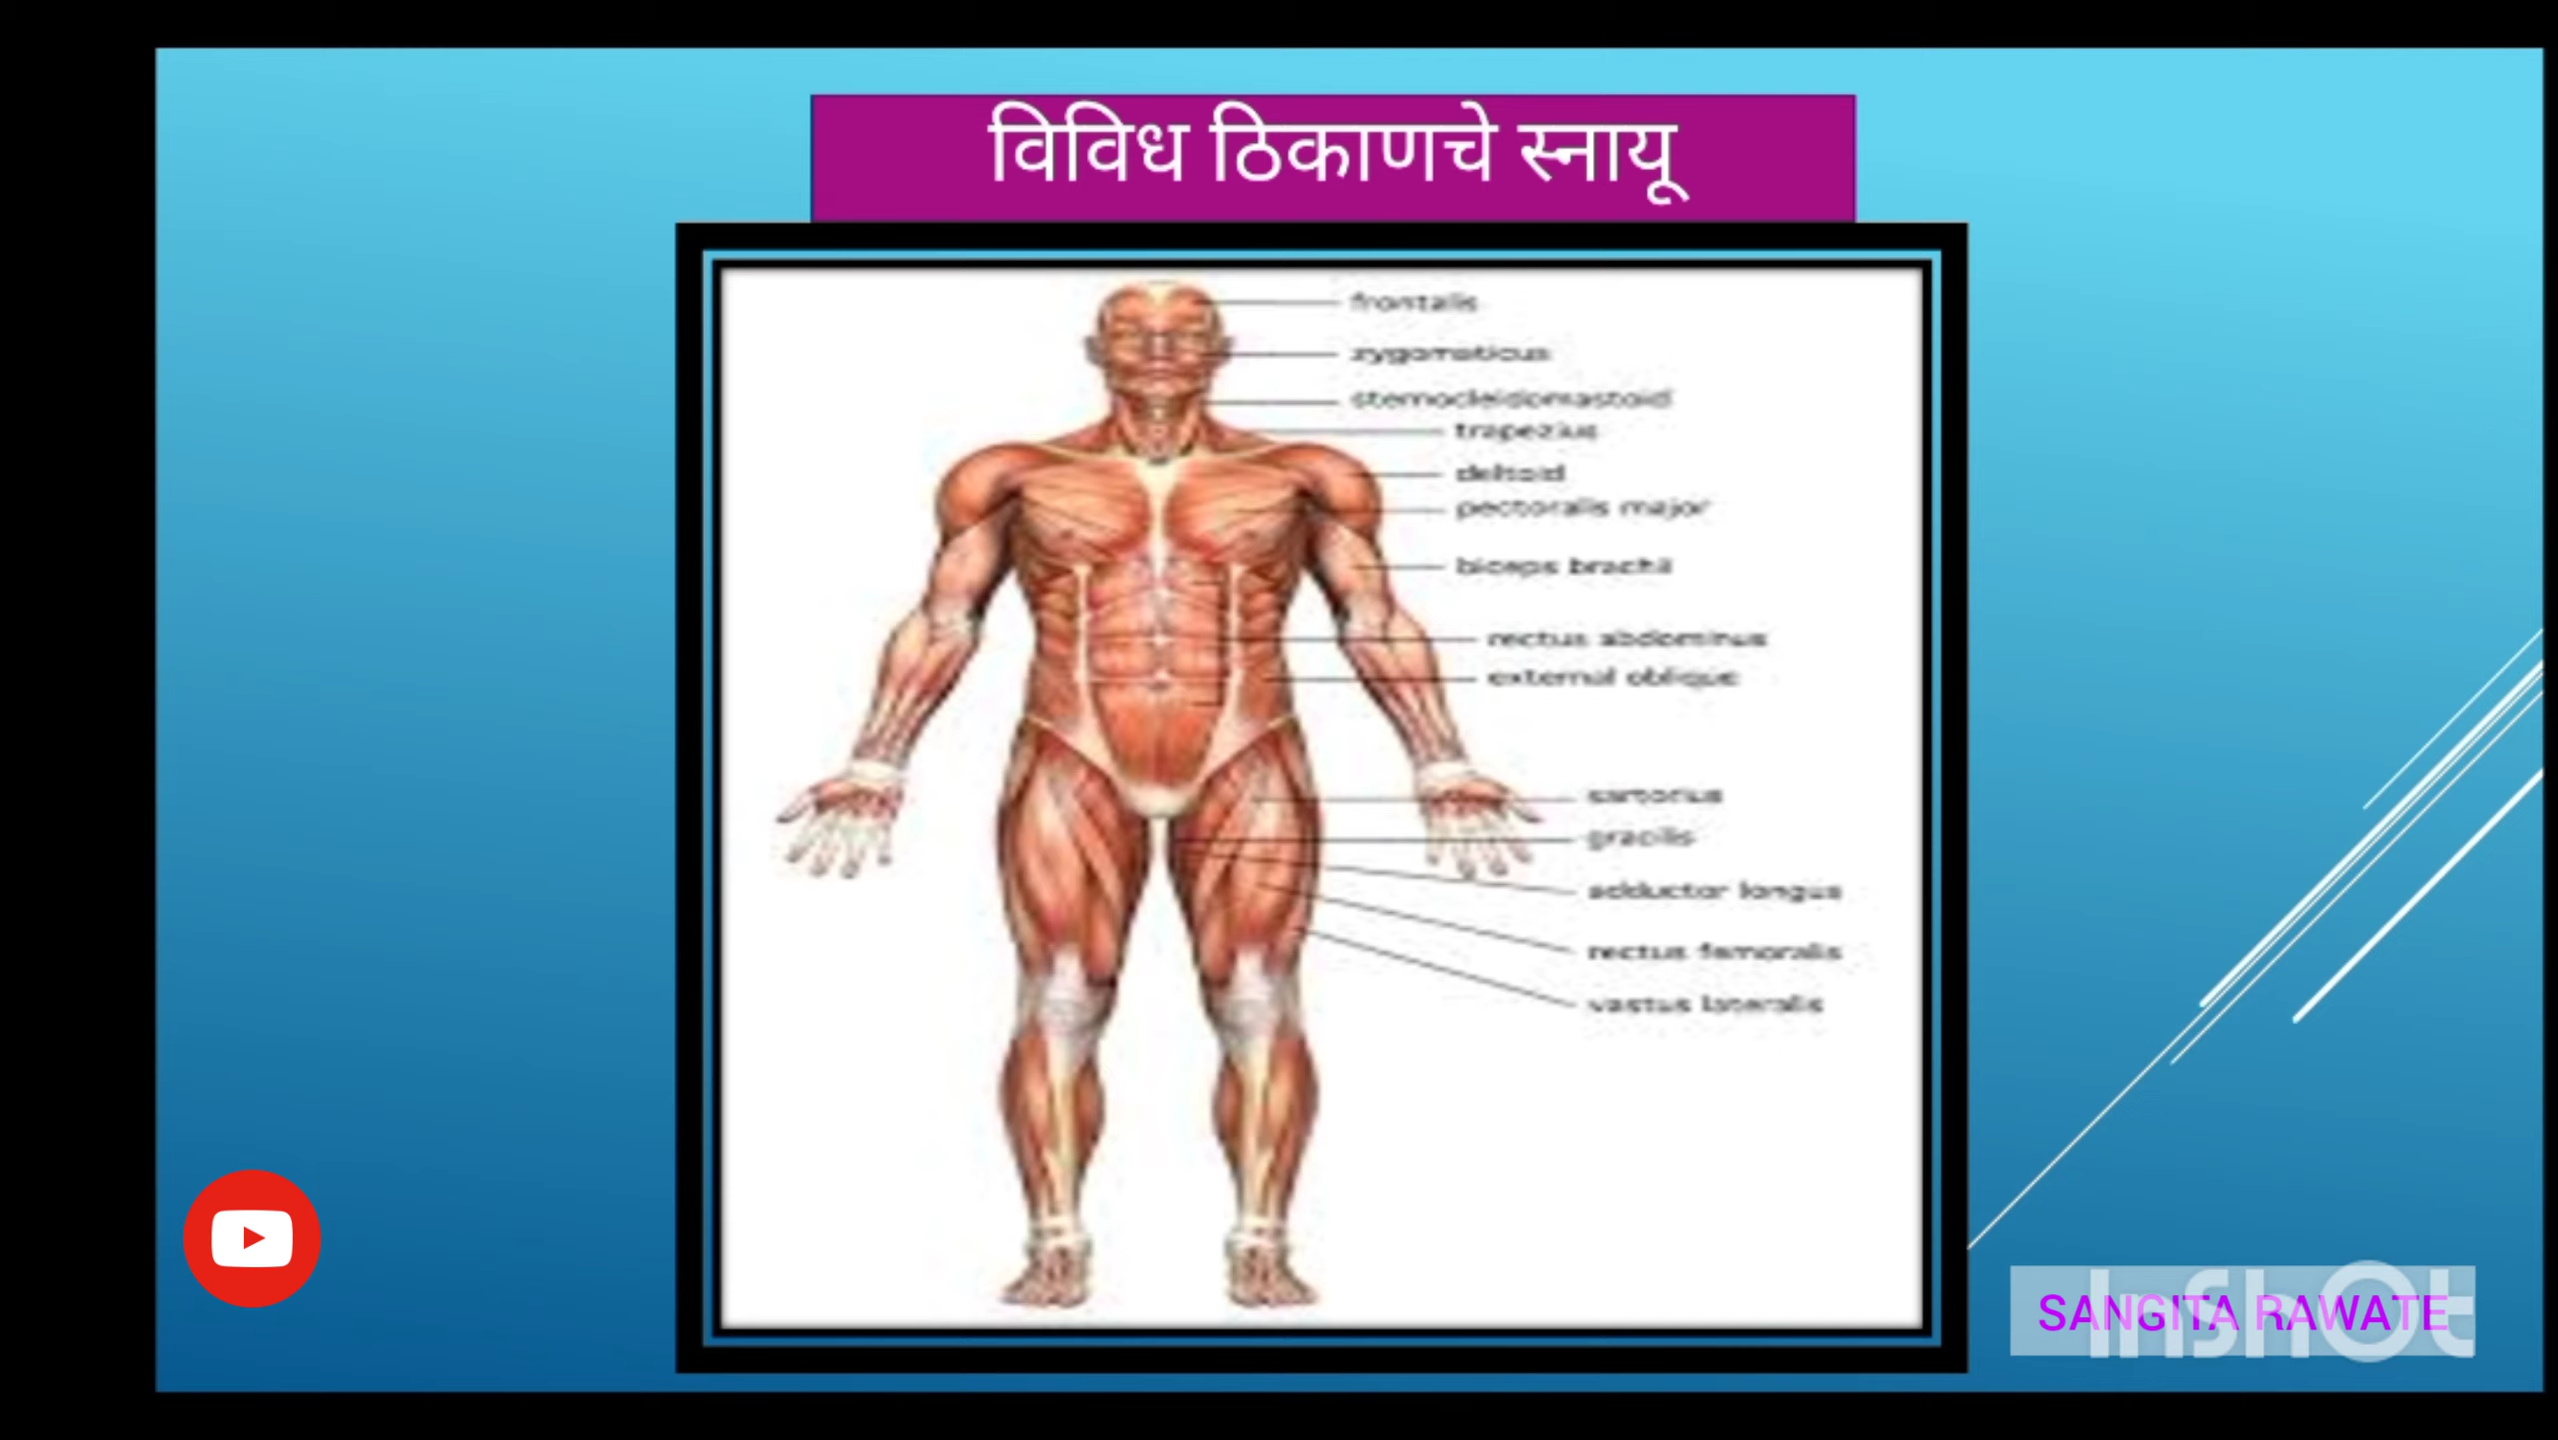 विविध ठिकाणचे स्नायू
frontalis
zygomaticus
sternocleidomastoid
trapezius
deltoid
pectoralis major
biceps brachii
rectus abdominus
external oblique
sartorius
gracilis
adductor longus
rectus femoralis
vastus lateralis
SANGITA RAWATE
InShOt